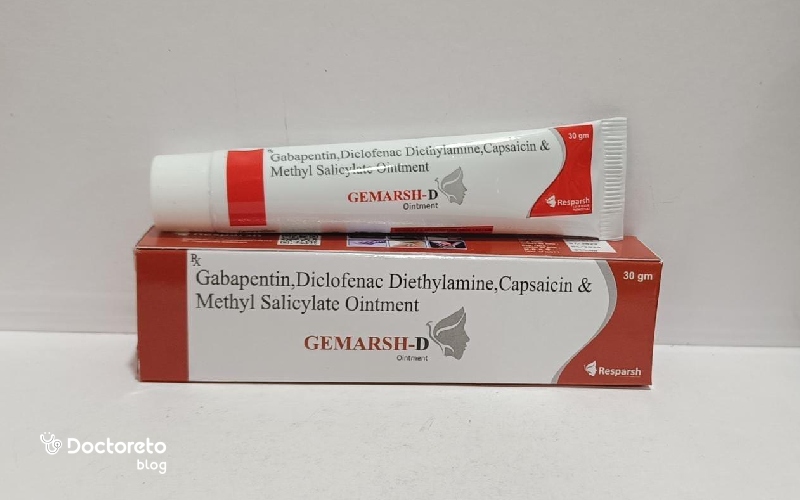 Rx
30 gm
Gabapentin,Diclofenac Diethylamine,Capsaicin &
Methyl Salicylate Ointment
GEMARSH-D
Ointment
Resparsh
Rx
30 gm
Gabapentin,Diclofenac Diethylamine,Capsaicin &
Methyl Salicylate Ointment
GEMARSH-D
Ointment
Resparsh
Doctoreto
blog